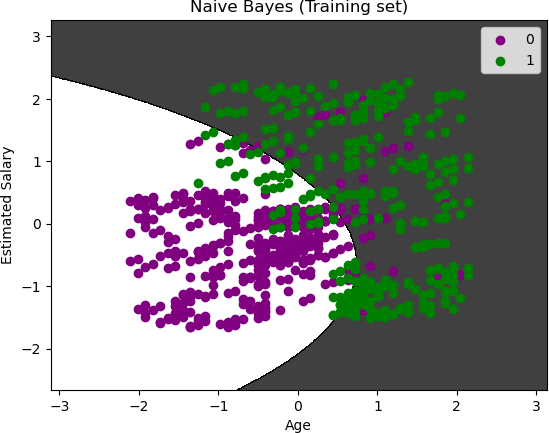 Naive Bayes (Training set)
0
1
3
2
1
0
−1
−2
Estimated Salary
−3 −2 −1 0 1 2 3
Age